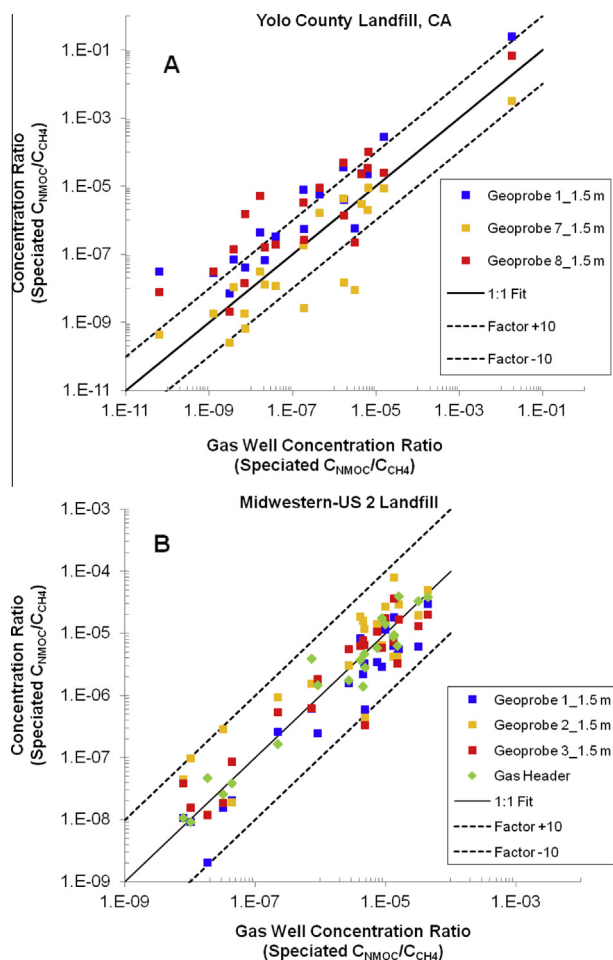 Yolo County Landfill, CA
A
Concentration Ratio
(Speciated CNMOC/CCH4)
1.E-01
1.E-03
1.E-05
1.E-07
1.E-09
1.E-11
Geoprobe 1_1.5 m
Geoprobe 7_1.5 m
Geoprobe 8_1.5 m
1:1 Fit
Factor +10
Factor -10
1.E-11 1.E-09 1.E-07 1.E-05 1.E-03 1.E-01
Gas Well Concentration Ratio
(Speciated CNMOC/CCH4)
Midwestern-US 2 Landfill
B
Concentration Ratio
(Speciated CNMOC/CCH4)
1.E-03
1.E-04
1.E-05
1.E-06
1.E-07
1.E-08
1.E-09
Geoprobe 1_1.5 m
Geoprobe 2_1.5 m
Geoprobe 3_1.5 m
Gas Header
1:1 Fit
Factor +10
Factor -10
1.E-09 1.E-07 1.E-05 1.E-03
Gas Well Concentration Ratio
(Speciated CNMOC/CCH4)